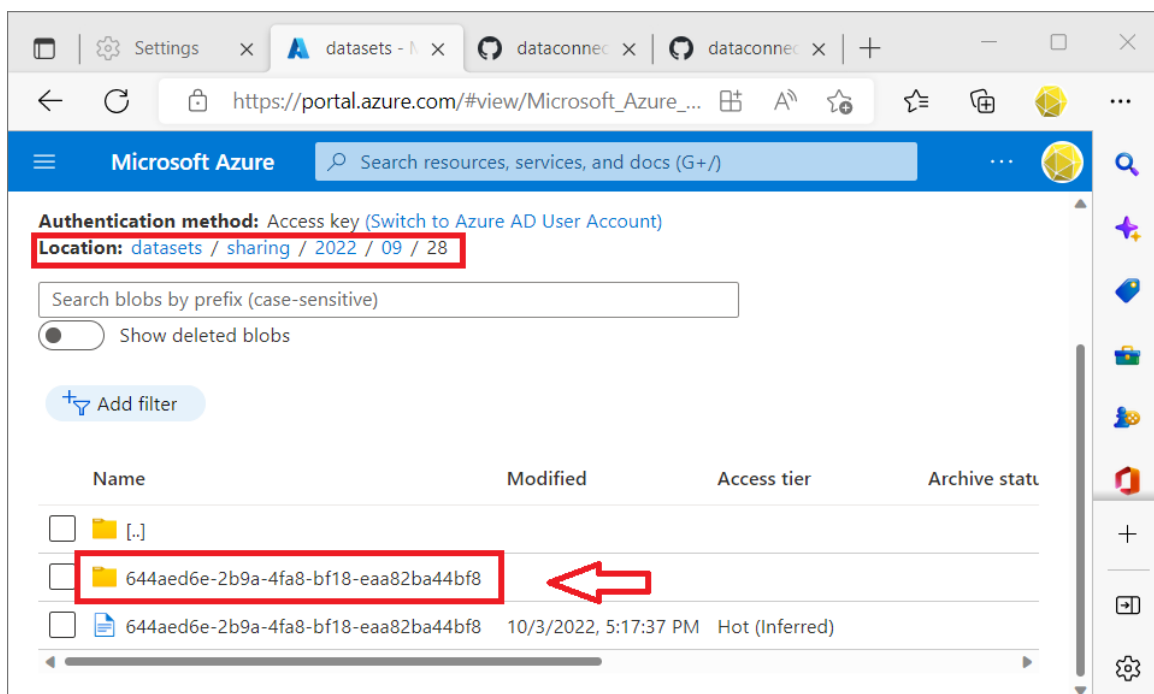 Settings
datasets - M
dataconnec
dataconnec
https://portal.azure.com/#view/Microsoft_Azure_...
Microsoft Azure
Search resources, services, and docs (G+/)
Authentication method: Access key (Switch to Azure AD User Account)
Location: datasets / sharing / 2022 / 09 / 28
Search blobs by prefix (case-sensitive)
Show deleted blobs
Add filter
Name Modified Access tier Archive statu
[..]
644aed6e-2b9a-4fa8-bf18-eaa82ba44bf8
644aed6e-2b9a-4fa8-bf18-eaa82ba44bf8 10/3/2022, 5:17:37 PM Hot (Inferred)